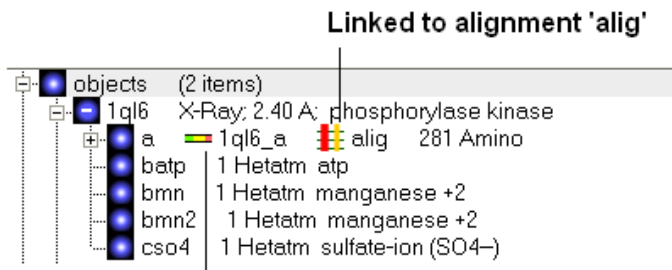 Linked to alignment 'alig'
objects (2 items)
1ql6 X-Ray; 2.40 A; phosphorylase kinase
a 1ql6_a alig 281 Amino
batp 1 Hetatm atp
bmn 1 Hetatm manganese +2
bmn2 1 Hetatm manganese +2
cso4 1 Hetatm sulfate-ion (SO4--)